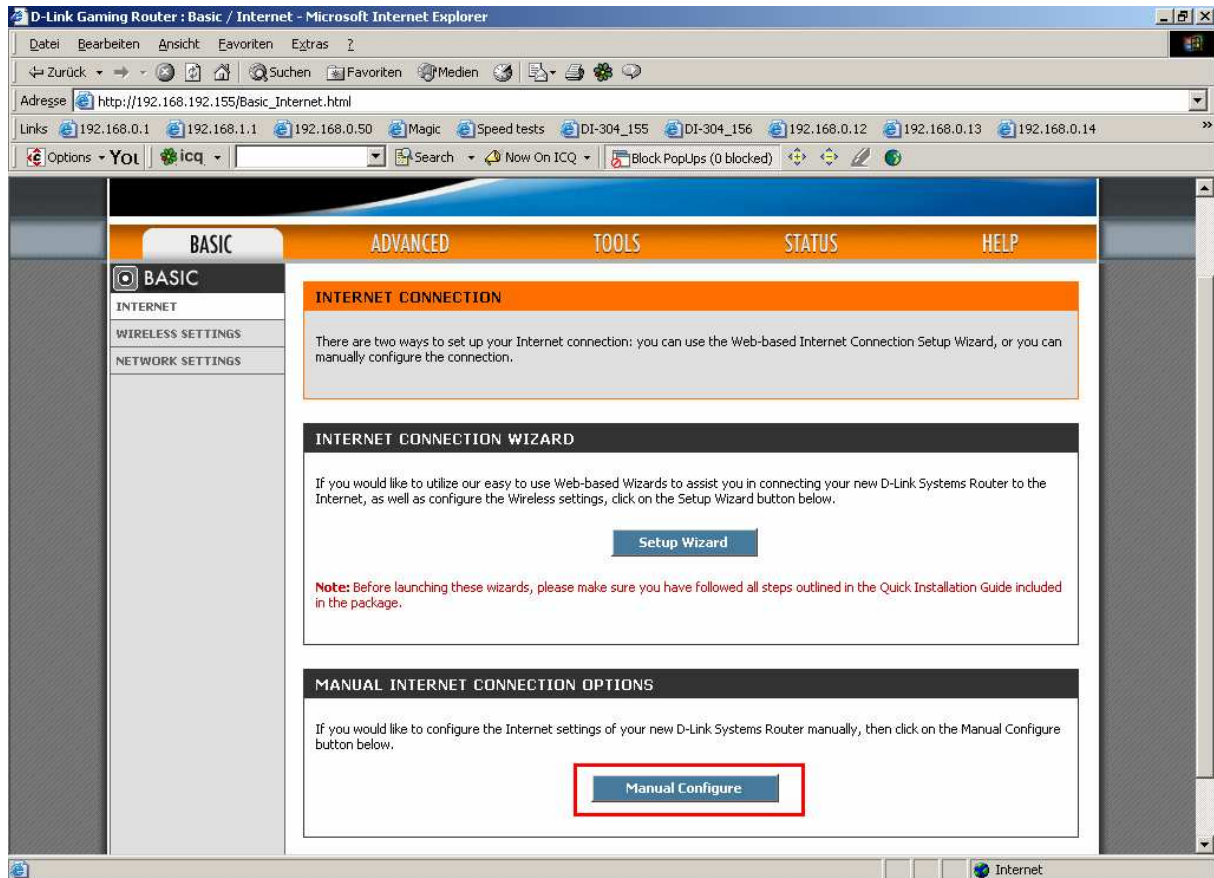 D-Link Gaming Router : Basic / Internet - Microsoft Internet Explorer
Datei Bearbeiten Ansicht Favoriten Extras ?
Zurück Suchen Favoriten Medien
Adresse http://192.168.192.155/Basic_Internet.html
Links 192.168.0.1 192.168.1.1 192.168.0.50 Magic Speed tests DI-304_155 DI-304_156 192.168.0.12 192.168.0.13 192.168.0.14 »
Options icq Search Now On ICQ Block PopUps (0 blocked)
BASIC ADVANCED TOOLS STATUS HELP
BASIC
INTERNET
WIRELESS SETTINGS
NETWORK SETTINGS
INTERNET CONNECTION
There are two ways to set up your Internet connection: you can use the Web-based Internet Connection Setup Wizard, or you can
manually configure the connection.
INTERNET CONNECTION WIZARD
If you would like to utilize our easy to use Web-based Wizards to assist you in connecting your new D-Link Systems Router to the
Internet, as well as configure the Wireless settings, click on the Setup Wizard button below.
Setup Wizard
Note: Before launching these wizards, please make sure you have followed all steps outlined in the Quick Installation Guide included
in the package.
MANUAL INTERNET CONNECTION OPTIONS
If you would like to configure the Internet settings of your new D-Link Systems Router manually, then click on the Manual Configure
button below.
Manual Configure
Internet